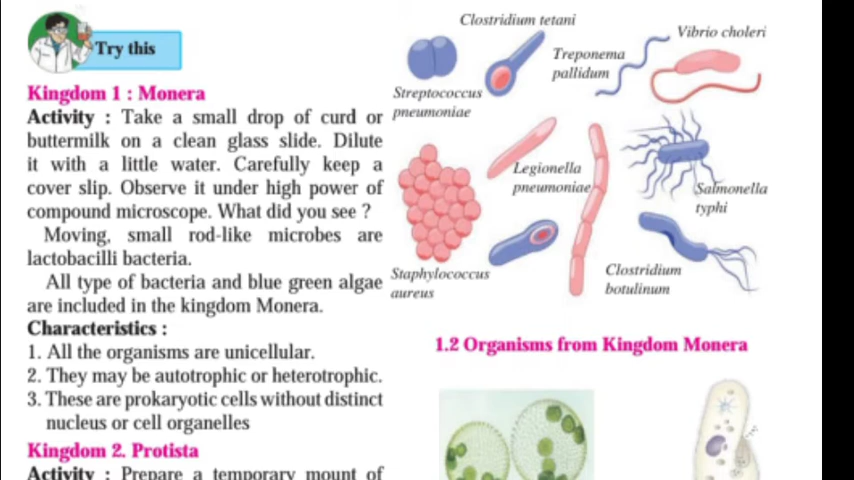 Try this
Kingdom 1 : Monera
Activity : Take a small drop of curd or
buttermilk on a clean glass slide. Dilute
it with a little water. Carefully keep a
cover slip. Observe it under high power of
compound microscope. What did you see ?
Moving, small rod-like microbes are
lactobacilli bacteria.
All type of bacteria and blue green algae
are included in the kingdom Monera.
Characteristics :
1. All the organisms are unicellular.
2. They may be autotrophic or heterotrophic.
3. These are prokaryotic cells without distinct
nucleus or cell organelles
Kingdom 2. Protista
Activity : Prepare a temporary mount of
Clostridium tetani
Vibrio choleri
Treponema
pallidum
Streptococcus
pneumoniae
Legionella
pneumoniae
Salmonella
typhi
Staphylococcus
aureus
Clostridium
botulinum
1.2 Organisms from Kingdom Monera